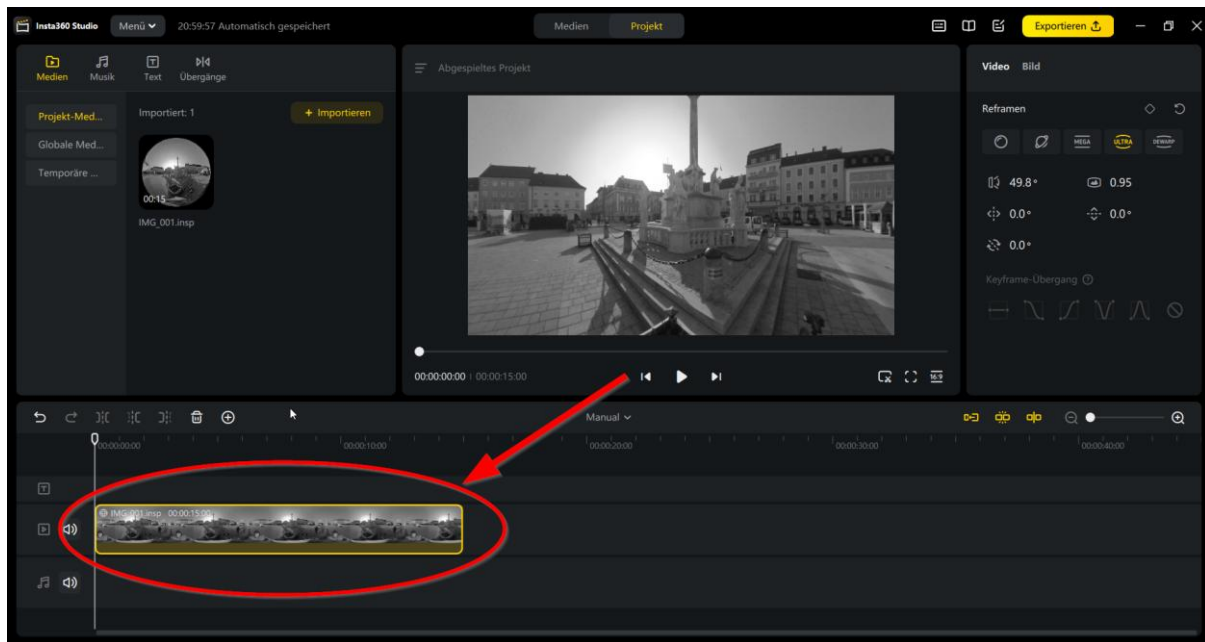 Insta360 Studio Menü 20:59:57 Automatisch gespeichert Medien Projekt Exportieren
Medien Musik Text Übergänge
Abgespieltes Projekt
Video Bild
Projekt-Med...
Importiert: 1
+ Importieren
Reframen
Globale Med...
MEGA ULTRA DEWARP
Temporäre ...
00:15
49.8° 0.95
IMG_001.insp
0.0° 0.0°
0.0°
Keyframe-Übergang
00:00:00:00 | 00:00:15:00
16:9
Manual
00:00:00:00 00:00:10:00 00:00:20:00 00:00:30:00 00:00:40:00
T
IMG_001.insp 00:00:15:00